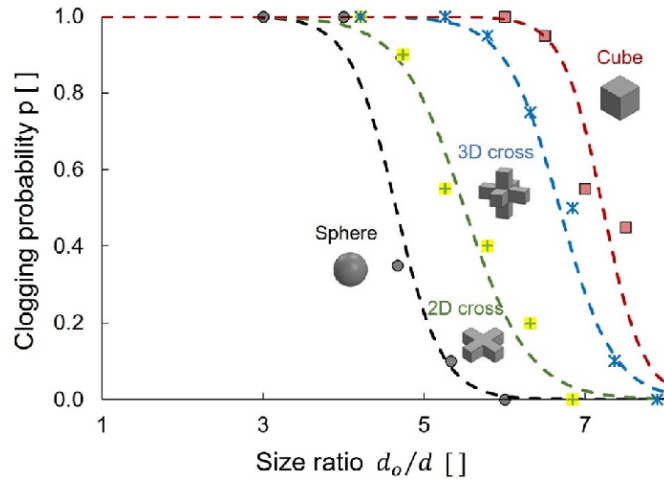 Clogging probability p [ ]
1.0
0.8
0.6
0.4
0.2
0.0
Cube
3D cross
Sphere
2D cross
1
3
5
7
Size ratio d_o/d [ ]